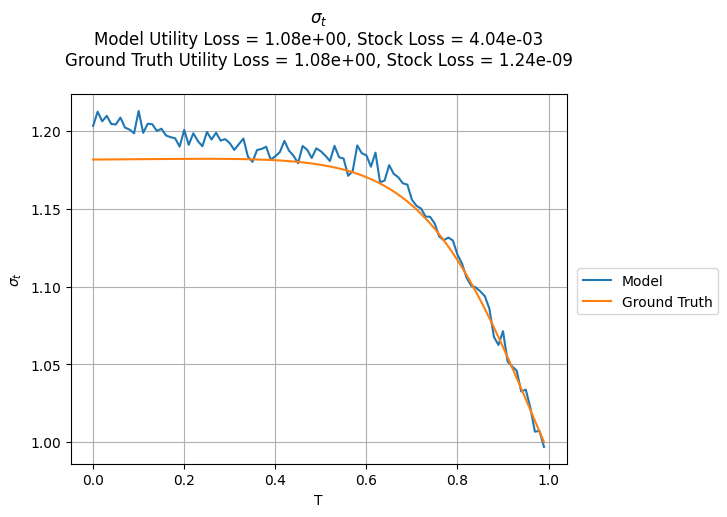 σt
Model Utility Loss = 1.08e+00, Stock Loss = 4.04e-03
Ground Truth Utility Loss = 1.08e+00, Stock Loss = 1.24e-09
1.20
1.15
1.10
1.05
1.00
σt
0.0 0.2 0.4 0.6 0.8 1.0
T
Model
Ground Truth